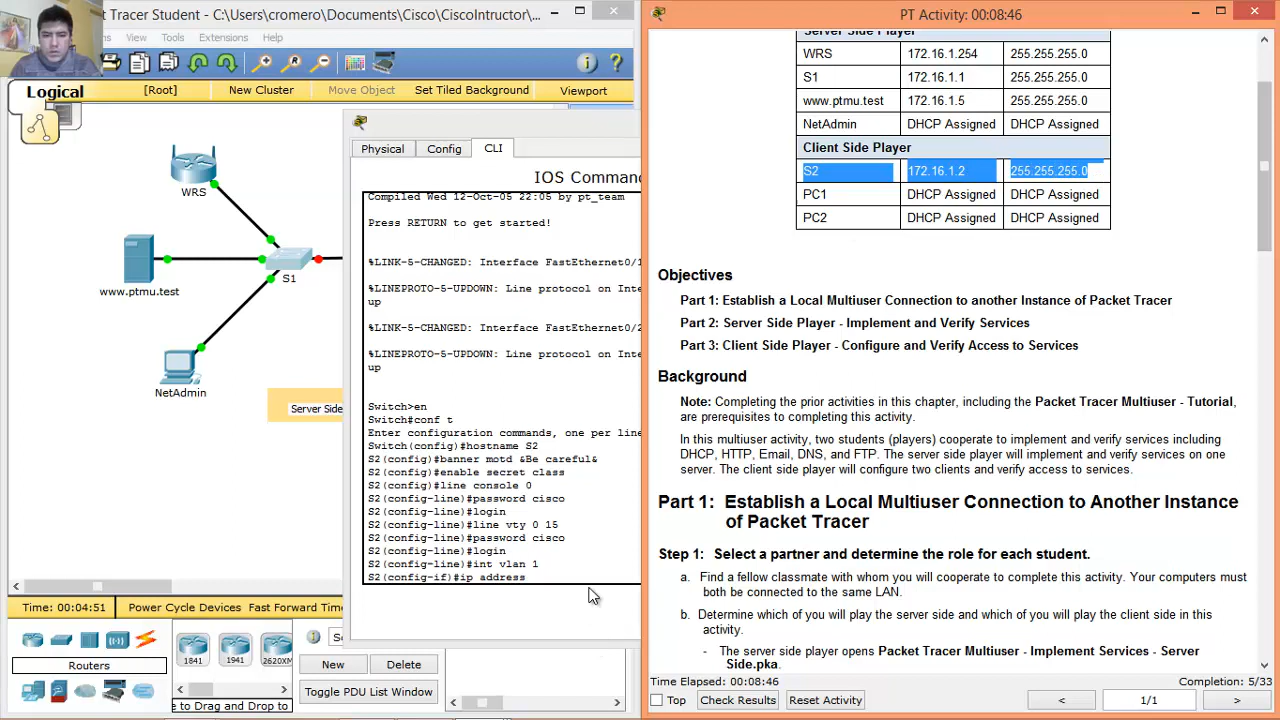 Tracer Student - C:\Users\cromero\Documents\Cisco\CiscoIntructor\...
View Tools Extensions Help
Logical [Root] New Cluster Move Object Set Tiled Background Viewport
WRS
S1
www.ptmu.test
NetAdmin
Server Side
Physical Config CLI
IOS Comma
Compiled Wed 12-Oct-05 22:05 by pt_team
Press RETURN to get started!
%LINK-5-CHANGED: Interface FastEthernet0/1
%LINEPROTO-5-UPDOWN: Line protocol on Inte
up
%LINK-5-CHANGED: Interface FastEthernet0/2
%LINEPROTO-5-UPDOWN: Line protocol on Inte
up
Switch>en
Switch#conf t
Enter configuration commands, one per line
Switch(config)#hostname S2
S2(config)#banner motd &Be careful&
S2(config)#enable secret class
S2(config)#line console 0
S2(config-line)#password cisco
S2(config-line)#login
S2(config-line)#line vty 0 15
S2(config-line)#password cisco
S2(config-line)#login
S2(config-line)#int vlan 1
S2(config-if)#ip address
Time: 00:04:51 Power Cycle Devices Fast Forward Time
Routers
1841 1941 2620XM
e to Drag and Drop to
New Delete
Toggle PDU List Window
PT Activity: 00:08:46
Server Side Player
WRS 172.16.1.254 255.255.255.0
S1 172.16.1.1 255.255.255.0
www.ptmu.test 172.16.1.5 255.255.255.0
NetAdmin DHCP Assigned DHCP Assigned
Client Side Player
S2 172.16.1.2 255.255.255.0
PC1 DHCP Assigned DHCP Assigned
PC2 DHCP Assigned DHCP Assigned
Objectives
Part 1: Establish a Local Multiuser Connection to another Instance of Packet Tracer
Part 2: Server Side Player - Implement and Verify Services
Part 3: Client Side Player - Configure and Verify Access to Services
Background
Note: Completing the prior activities in this chapter, including the Packet Tracer Multiuser - Tutorial,
are prerequisites to completing this activity.
In this multiuser activity, two students (players) cooperate to implement and verify services including
DHCP, HTTP, Email, DNS, and FTP. The server side player will implement and verify services on one
server. The client side player will configure two clients and verify access to services.
Part 1: Establish a Local Multiuser Connection to Another Instance
of Packet Tracer
Step 1: Select a partner and determine the role for each student.
a. Find a fellow classmate with whom you will cooperate to complete this activity. Your computers must
both be connected to the same LAN.
b. Determine which of you will play the server side and which of you will play the client side in this
activity.
- The server side player opens Packet Tracer Multiuser - Implement Services - Server
Side.pka.
Time Elapsed: 00:08:46 Completion: 5/33
Top Check Results Reset Activity < 1/1 >